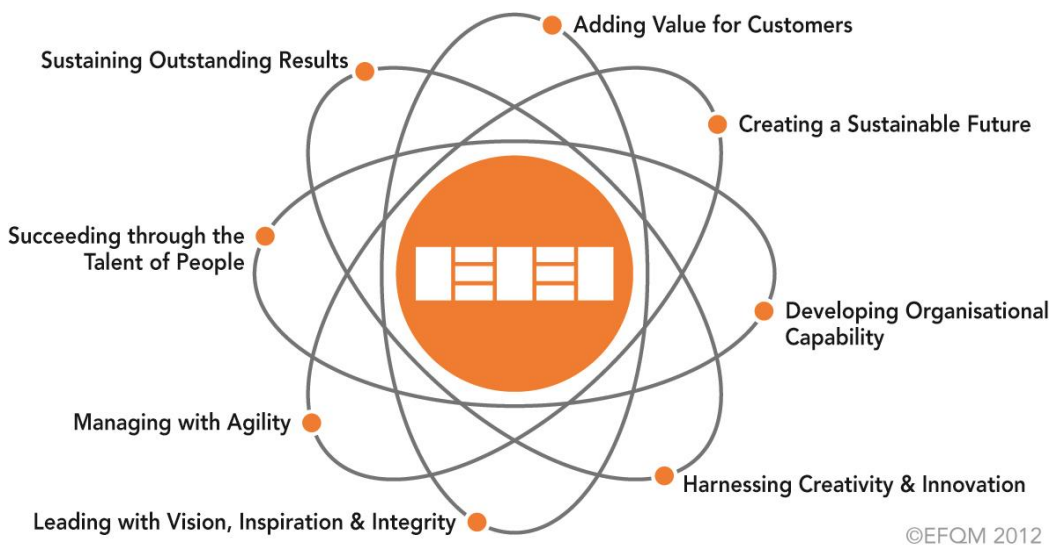 Adding Value for Customers
Sustaining Outstanding Results
Creating a Sustainable Future
Succeeding through the
Talent of People
Developing Organisational
Capability
Managing with Agility
Harnessing Creativity & Innovation
Leading with Vision, Inspiration & Integrity
©EFQM 2012